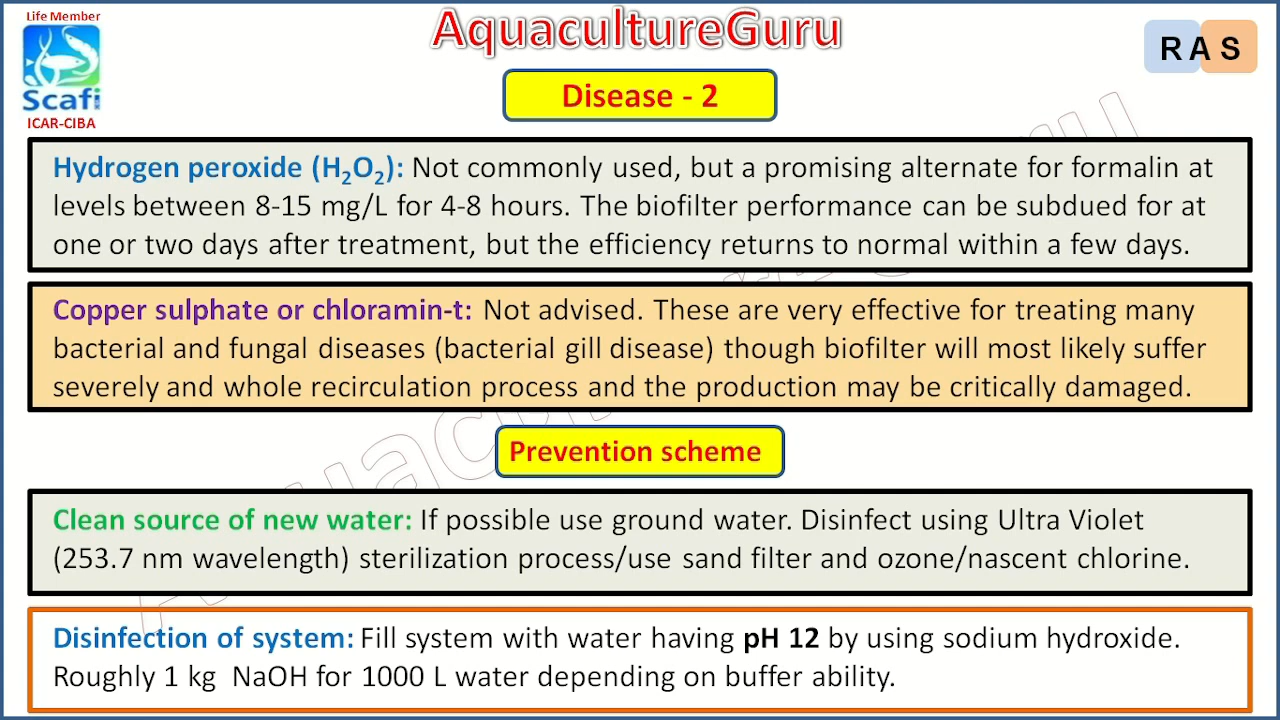 Life Member
AquacultureGuru
R A S
Scafi
ICAR-CIBA
Disease - 2
Hydrogen peroxide (H₂O₂): Not commonly used, but a promising alternate for formalin at
levels between 8-15 mg/L for 4-8 hours. The biofilter performance can be subdued for at
one or two days after treatment, but the efficiency returns to normal within a few days.
Copper sulphate or chloramin-t: Not advised. These are very effective for treating many
bacterial and fungal diseases (bacterial gill disease) though biofilter will most likely suffer
severely and whole recirculation process and the production may be critically damaged.
Prevention scheme
Clean source of new water: If possible use ground water. Disinfect using Ultra Violet
(253.7 nm wavelength) sterilization process/use sand filter and ozone/nascent chlorine.
Disinfection of system: Fill system with water having pH 12 by using sodium hydroxide.
Roughly 1 kg NaOH for 1000 L water depending on buffer ability.